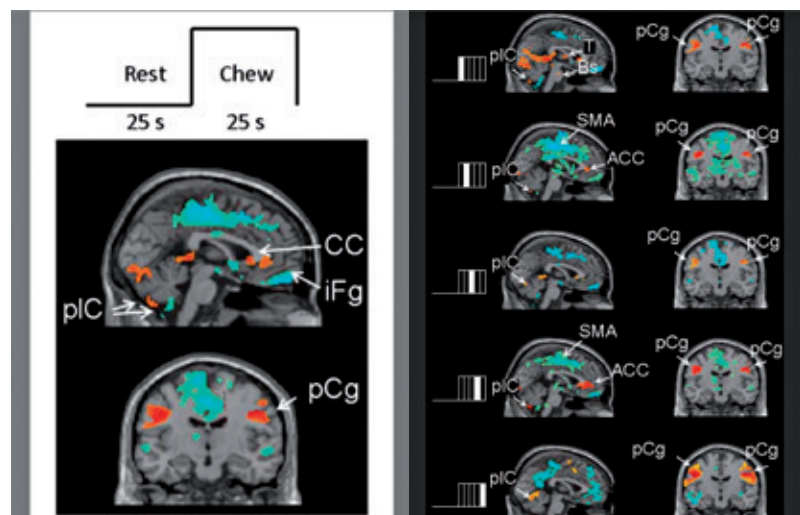 Rest
Chew
25 s
25 s
CC
iFg
pIC
pCg
pIC
T
Bs
pCg
pCg
SMA
ACC
pIC
pCg
pCg
pIC
pCg
pCg
SMA
ACC
pIC
pCg
pCg
pIC
pCg
pCg